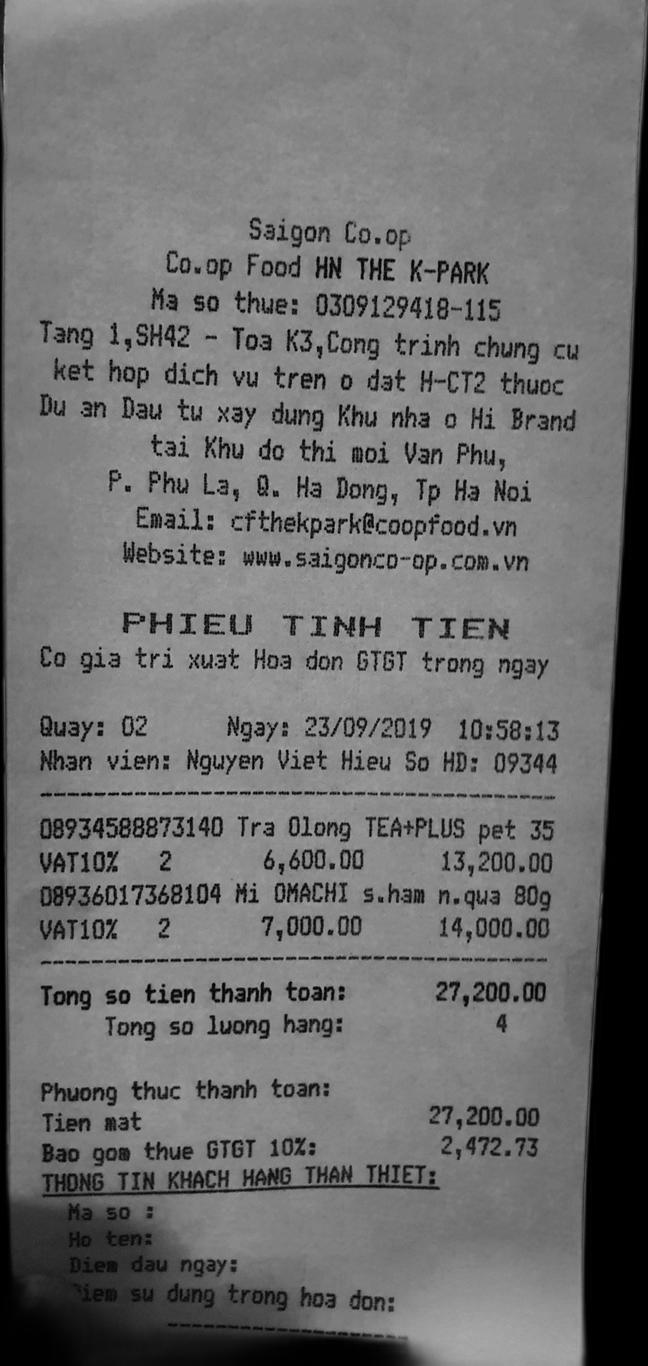 Saigon Co.op
Co.op Food HN THE K-PARK
Ma so thue: 0309129418-115
Tang 1,SH42 - Toa K3,Cong trinh chung cu
ket hop dich vu tren o dat H-CT2 thuoc
Du an Dau tu xay dung Khu nha o Hi Brand
tai Khu do thi moi Van Phu,
P. Phu La, Q. Ha Dong, Tp Ha Noi
Email: cfthekpark@coopfood.vn
Website: www.saigonco-op.com.vn
PHIEU TINH TIEN
Co gia tri xuat Hoa don GTGT trong ngay
Quay: 02 Ngay: 23/09/2019 10:58:13
Nhan vien: Nguyen Viet Hieu So HD: 09344
08934588873140 Tra Olong TEA+PLUS pet 35
VAT10% 2 6,600.00 13,200.00
08936017368104 Mi OMACHI s.ham n.qua 80g
VAT10% 2 7,000.00 14,000.00
Tong so tien thanh toan: 27,200.00
Tong so luong hang: 4
Phuong thuc thanh toan:
Tien mat 27,200.00
Bao gom thue GTGT 10%: 2,472.73
THONG TIN KHACH HANG THAN THIET:
Ma so :
Ho ten:
Diem dau ngay:
Diem su dung trong hoa don: